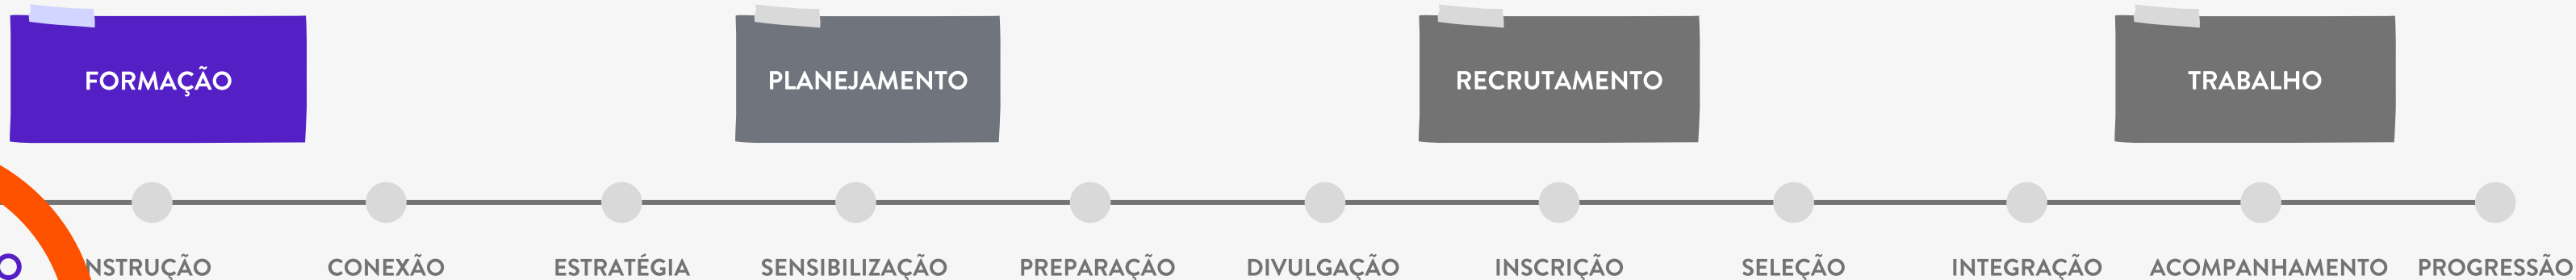 FORMAÇÃO
PLANEJAMENTO
RECRUTAMENTO
TRABALHO
O NSTRUÇÃO CONEXÃO ESTRATÉGIA SENSIBILIZAÇÃO PREPARAÇÃO DIVULGAÇÃO INSCRIÇÃO SELEÇÃO INTEGRAÇÃO ACOMPANHAMENTO PROGRESSÃO